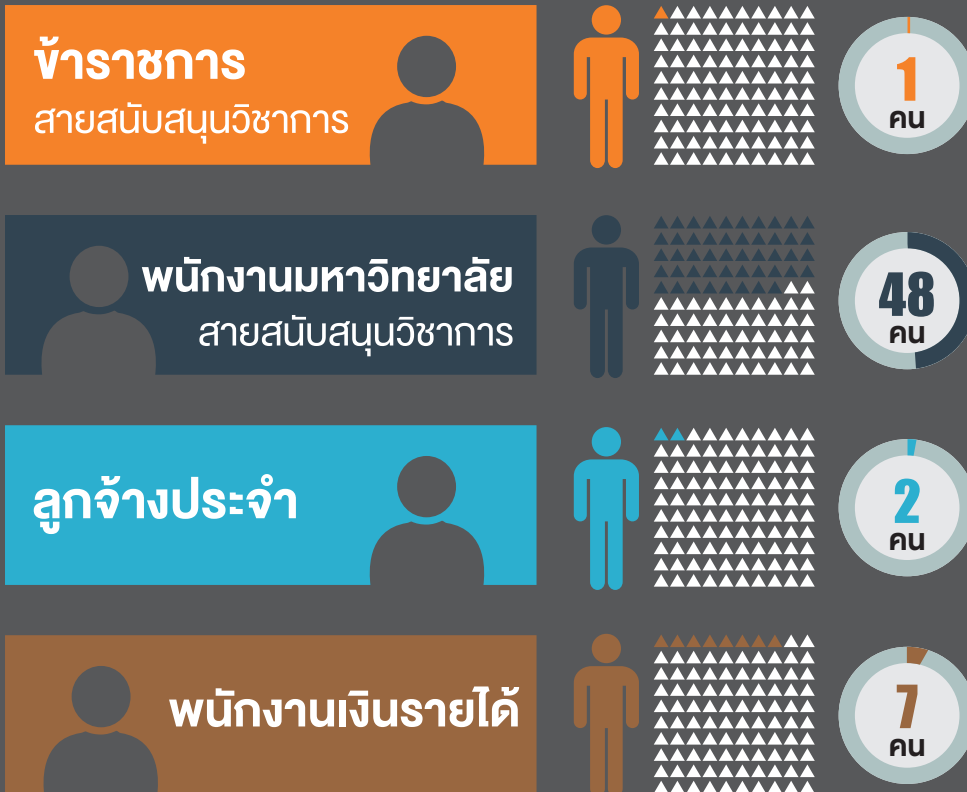 ข้าราชการ
สายสนับสนุนวิชาการ
1
คน
พนักงานมหาวิทยาลัย
สายสนับสนุนวิชาการ
48
คน
ลูกจ้างประจำ
2
คน
พนักงานเงินรายได้
7
คน